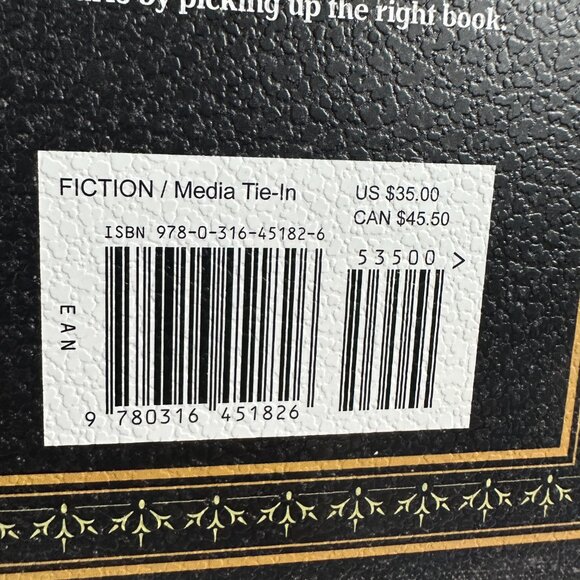 by picking up the right book.
FICTION / Media Tie-In US $35.00
CAN $45.50
ISBN 978-0-316-45182-6
53500 >
EAN
9 780316 451826